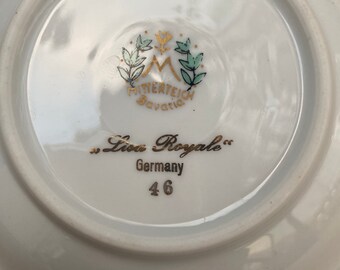 M
MITTERTEICH
Bavaria
„Lisa Royale“
Germany
46